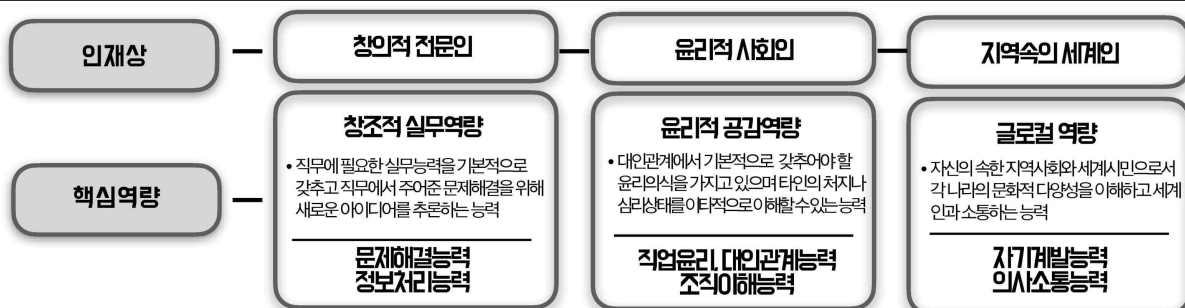 인재상
창의적 전문인
윤리적 사회인
지역속의 세계인
핵심역량
창조적 실무역량
• 직무에 필요한 실무능력을 기본적으로
갖추고 직무에서 주어준 문제해결을 위해
새로운 아이디어를 추론하는 능력
문제해결능력
정보처리능력
윤리적 공감역량
• 대인관계에서 기본적으로 갖추어야 할
윤리의식을 가지고 있으며 타인의 처지나
심리상태를 이타적으로 이해할 수 있는 능력
직업윤리, 대인관계능력
조직이해능력
글로컬 역량
• 자신의 속한 지역사회와 세계시민으로서
각 나라의 문화적 다양성을 이해하고 세계
인과 소통하는 능력
자기계발능력
의사소통능력